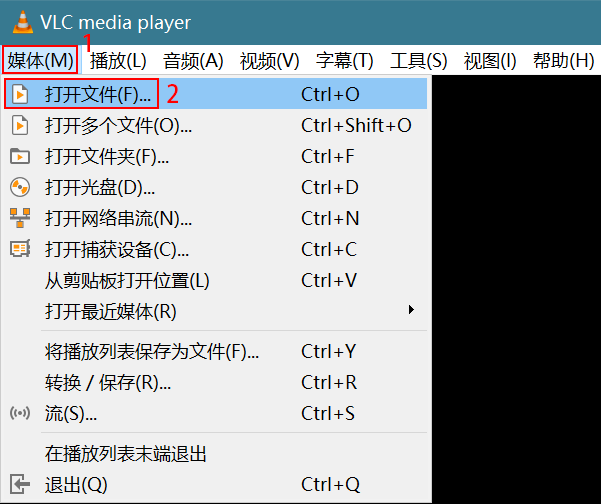 VLC media player
1
媒体(M) 播放(L) 音频(A) 视频(V) 字幕(T) 工具(S) 视图(I) 帮助(H)
打开文件(F)... 2 Ctrl+O
打开多个文件(O)... Ctrl+Shift+O
打开文件夹(F)... Ctrl+F
打开光盘(D)... Ctrl+D
打开网络串流(N)... Ctrl+N
打开捕获设备(C)... Ctrl+C
从剪贴板打开位置(L) Ctrl+V
打开最近媒体(R)
将播放列表保存为文件(F)... Ctrl+Y
转换 / 保存(R)... Ctrl+R
流(S)... Ctrl+S
在播放列表末端退出
退出(Q) Ctrl+Q